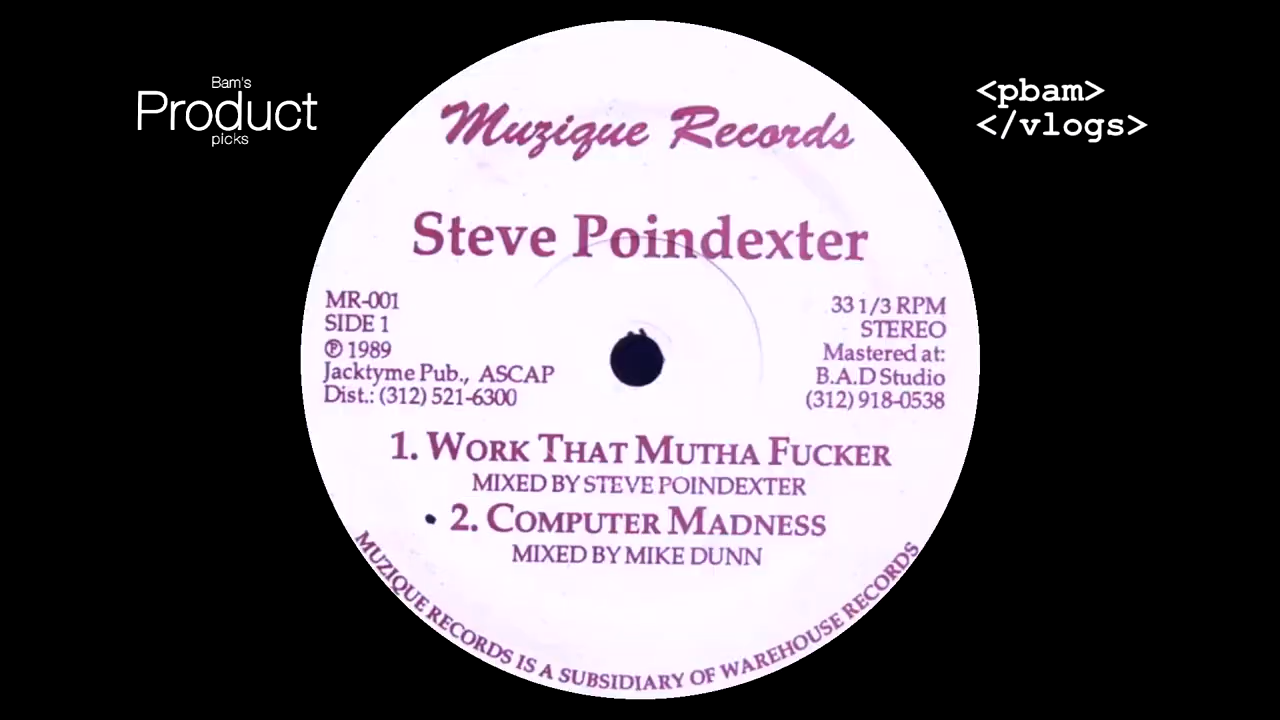 Bam's
Product
picks
<pbam>
</vlogs>
Muzique Records
Steve Poindexter
MR-001
SIDE 1
℗ 1989
Jacktyme Pub., ASCAP
Dist.: (312) 521-6300
33 1/3 RPM
STEREO
Mastered at:
B.A.D Studio
(312) 918-0538
1. WORK THAT MUTHA FUCKER
MIXED BY STEVE POINDEXTER
• 2. COMPUTER MADNESS
MIXED BY MIKE DUNN
MUZIQUE RECORDS IS A SUBSIDIARY OF WAREHOUSE RECORDS